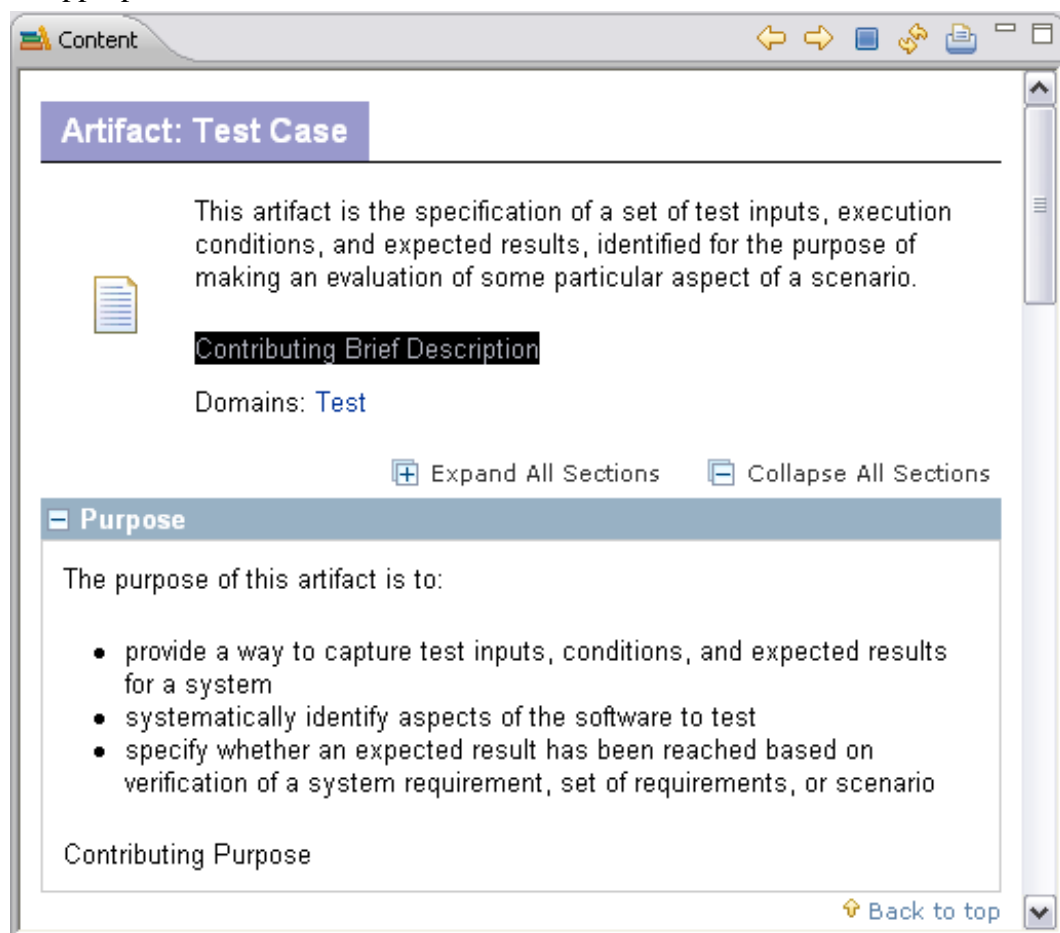 Content
Artifact: Test Case
This artifact is the specification of a set of test inputs, execution
conditions, and expected results, identified for the purpose of
making an evaluation of some particular aspect of a scenario.
Contributing Brief Description
Domains: Test
Expand All Sections Collapse All Sections
Purpose
The purpose of this artifact is to:
• provide a way to capture test inputs, conditions, and expected results
for a system
• systematically identify aspects of the software to test
• specify whether an expected result has been reached based on
verification of a system requirement, set of requirements, or scenario
Contributing Purpose
Back to top